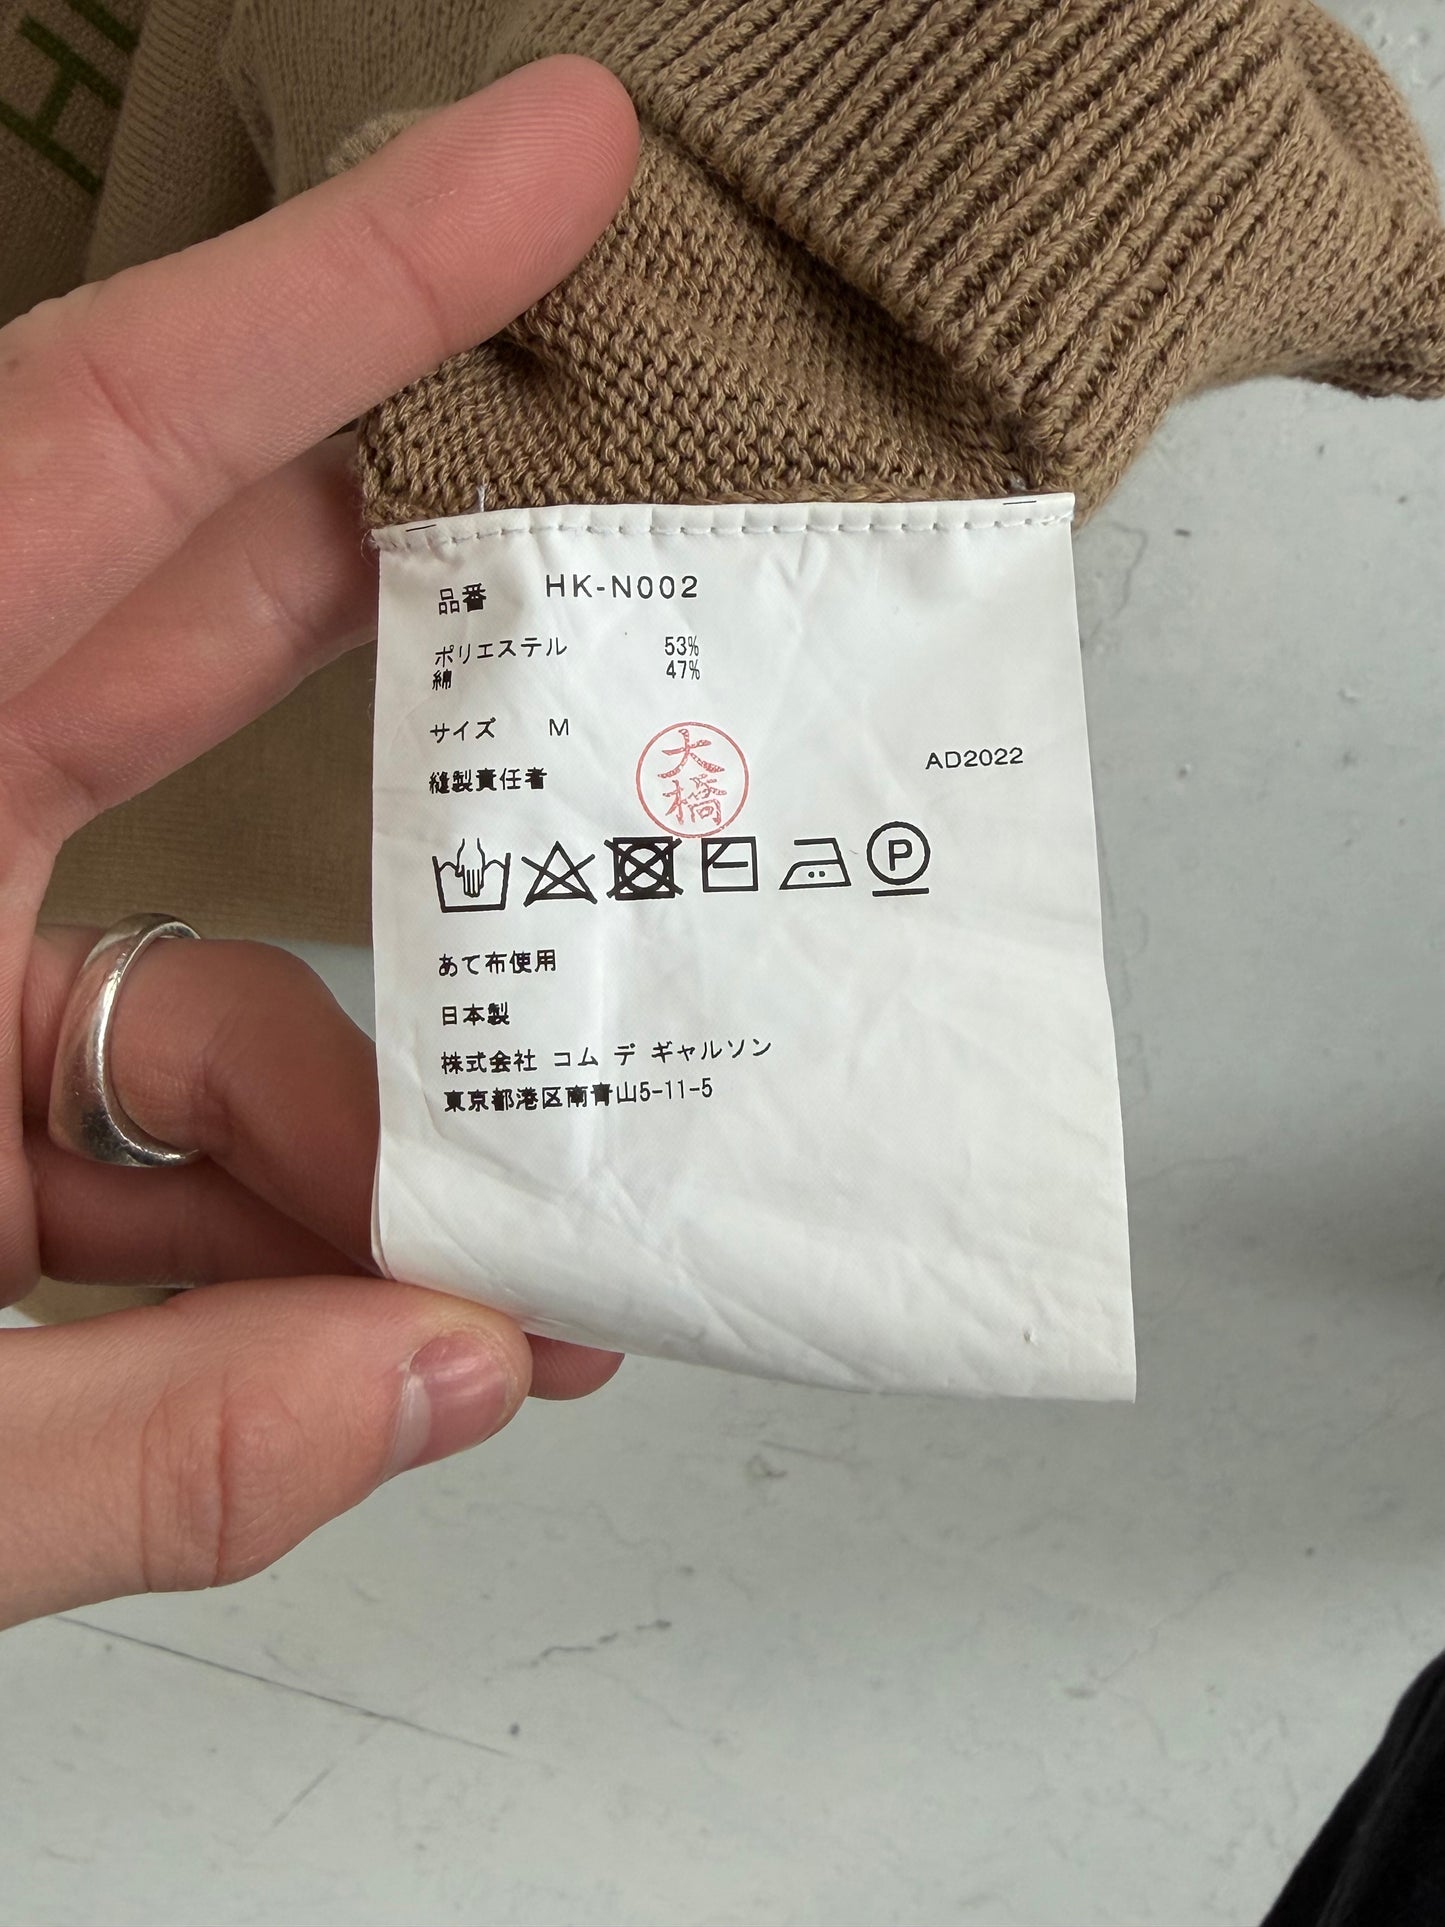 H
品番 HK-N002
ポリエステル 53%
綿 47%
サイズ M
縫製責任者
大橋
AD2022
P
あて布使用
日本製
株式会社 コム デ ギャルソン
東京都港区南青山5-11-5